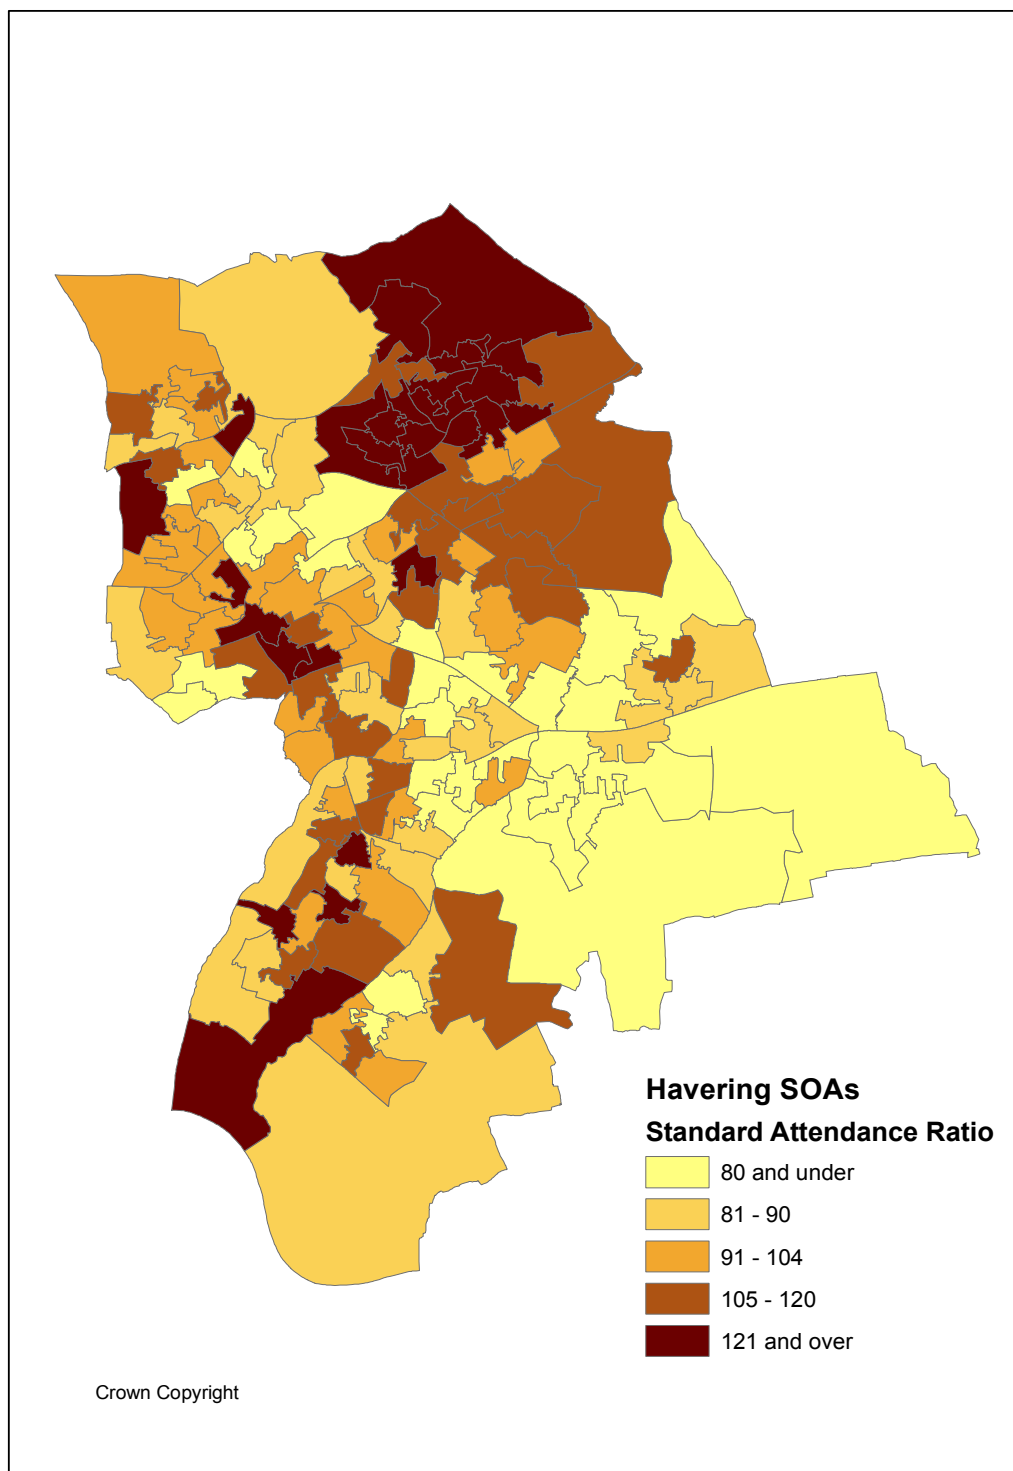 Havering SOAs
Standard Attendance Ratio
80 and under
81 - 90
91 - 104
105 - 120
121 and over
Crown Copyright